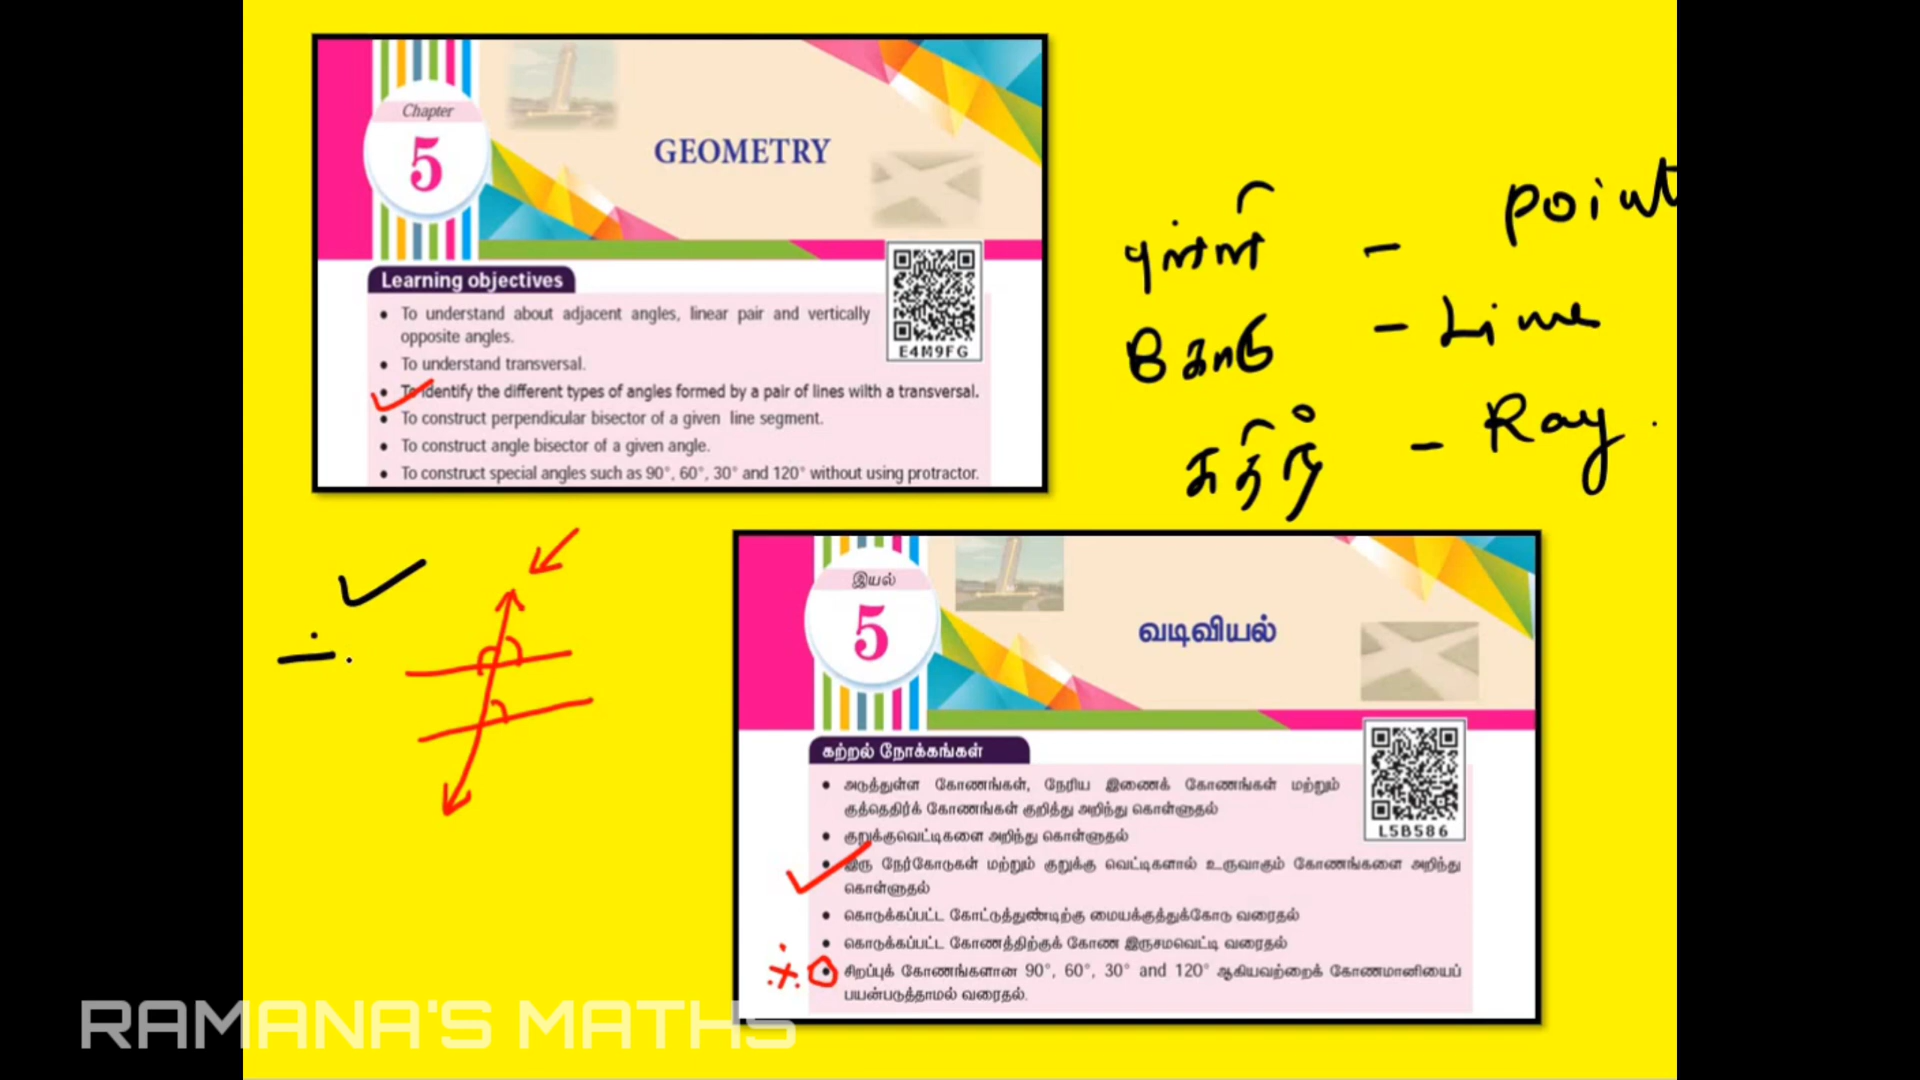 Chapter
5
GEOMETRY
Learning objectives
• To understand about adjacent angles, linear pair and vertically
opposite angles.
• To understand transversal.
• To identify the different types of angles formed by a pair of lines wilth a transversal.
• To construct perpendicular bisector of a given line segment.
• To construct angle bisector of a given angle.
• To construct special angles such as 90°, 60°, 30° and 120° without using protractor.
E4M9FG
புள்ளி - point
கோடு - Line
கதிர் - Ray.
இயல்
5
வடிவியல்
கற்றல் நோக்கங்கள்
• அடுத்துள்ள கோணங்கள், நேரிய இணைக் கோணங்கள் மற்றும்
குத்தெதிர்க் கோணங்கள் குறித்து அறிந்து கொள்ளுதல்
• குறுக்குவெட்டிகளை அறிந்து கொள்ளுதல்
• இரு நேர்கோடுகள் மற்றும் குறுக்கு வெட்டிகளால் உருவாகும் கோணங்களை அறிந்து
கொள்ளுதல்
• கொடுக்கப்பட்ட கோட்டுத்துண்டிற்கு மையக்குத்துக்கோடு வரைதல்
• கொடுக்கப்பட்ட கோணத்திற்குக் கோண இருசமவெட்டி வரைதல்
• சிறப்புக் கோணங்களான 90°, 60°, 30° and 120° ஆகியவற்றைக் கோணமானியைப்
பயன்படுத்தாமல் வரைதல்.
L5B586
RAMANA'S MATHS